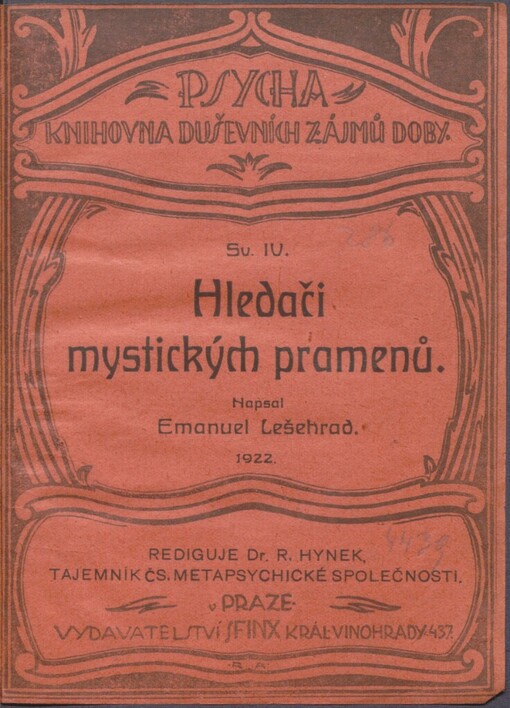 PSYCHA
KNIHOVNA DUŠEVNÍCH ZÁJMŮ DOBY.
Sv. IV.
Hledači
mystických pramenů.
Napsal
Emanuel Lešehrad.
1922.
REDIGUJE Dr. R. HYNEK,
TAJEMNÍK ČS. METAPSYCHICKÉ SPOLEČNOSTI.
v PRAZE.
VYDAVATELSTVÍ SFINX KRÁL. VINOHRADY 437.